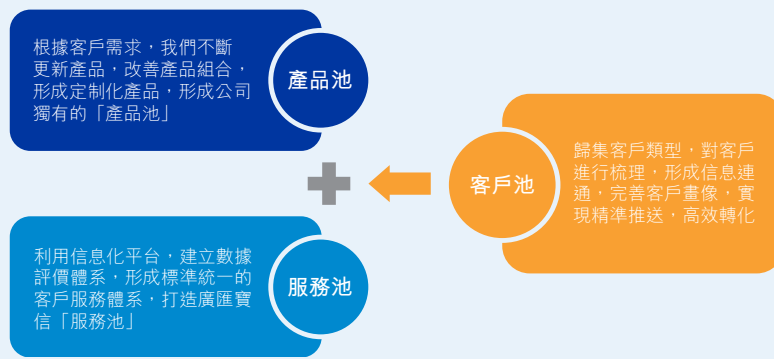 根據客戶需求，我們不斷
更新產品，改善產品組合，
形成定制化產品，形成公司
獨有的「產品池」
產品池
歸集客戶類型，對客戶
進行梳理，形成信息連
通，完善客戶畫像，實
現精準推送，高效轉化
客戶池
利用信息化平台，建立數據
評價體系，形成標準統一的
客戶服務體系，打造廣匯寶
信「服務池」
服務池